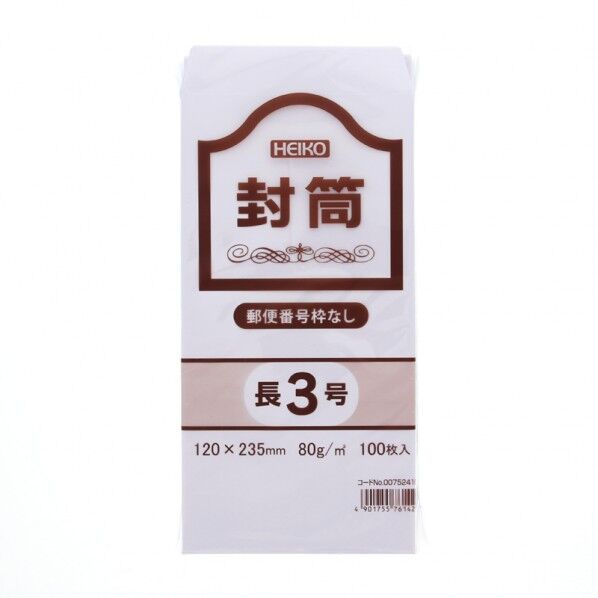 HEIKO
封筒
郵便番号枠なし
長3号
120×235mm 80g/㎡ 100枚入
コードNo.0075241
4 901755 76142